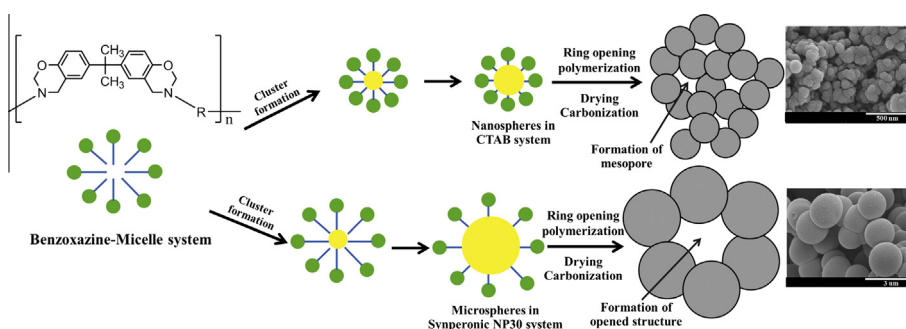 O
CH3
O
N
CH3
N
R
n
Benzoxazine-Micelle system
Cluster
formation
Nanospheres in
CTAB system
Ring opening
polymerization
Drying
Carbonization
Formation of
mesopore
500 nm
Cluster
formation
Microspheres in
Synperonic NP30 system
Ring opening
polymerization
Drying
Carbonization
Formation of
opened structure
3 um